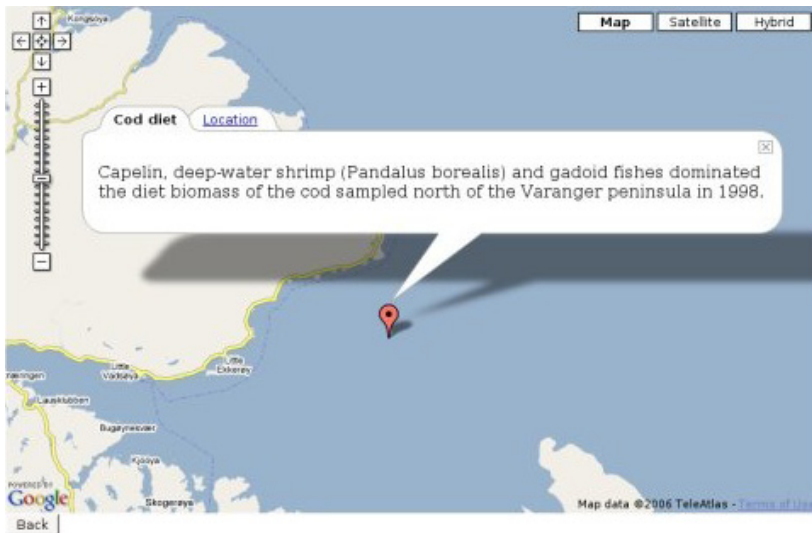 Kongsoya
Map Satellite Hybrid
Cod diet Location
Capelin, deep-water shrimp (Pandalus borealis) and gadoid fishes dominated
the diet biomass of the cod sampled north of the Varanger peninsula in 1998.
Little
Vadsøya
Little
Ekkerøy
Lausklubben
Bugøynesvær
Kjooya
Skogerøya
POWERED BY
Google
Map data ©2006 TeleAtlas - Terms of Use
Back